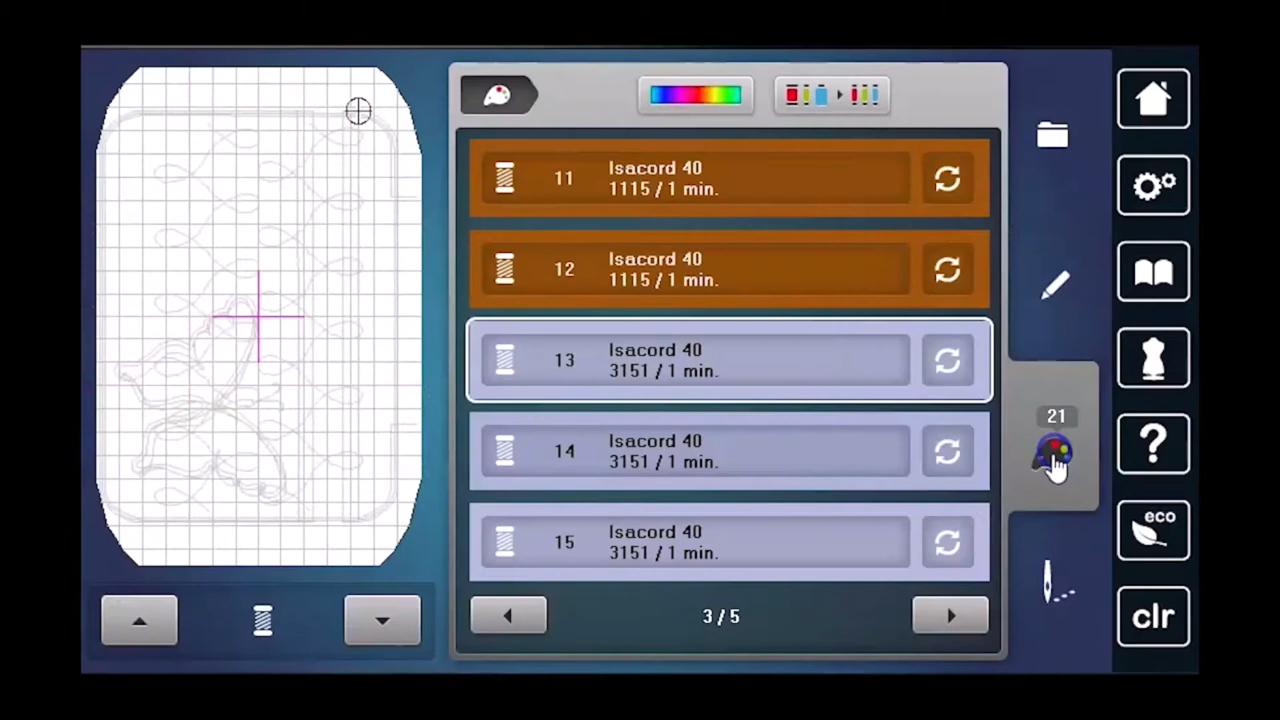 11
Isacord 40
1115 / 1 min.
12
Isacord 40
1115 / 1 min.
13
Isacord 40
3151 / 1 min.
14
Isacord 40
3151 / 1 min.
15
Isacord 40
3151 / 1 min.
3 / 5
21
?
eco
clr